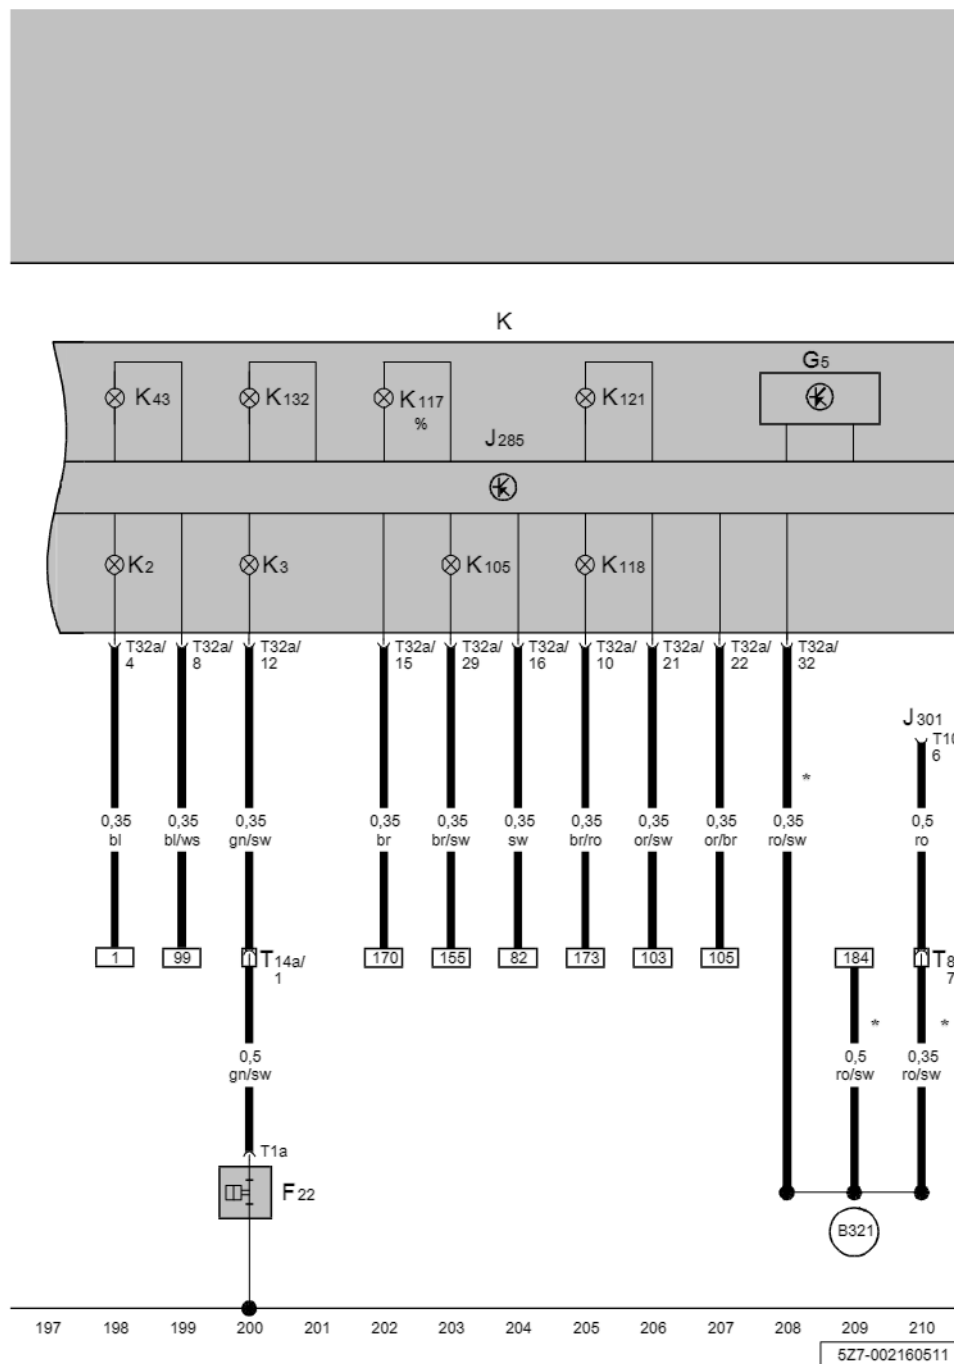 K
G5
K43 K132 K117 K121
%
J285
K2 K3 K105 K118
T32a/ T32a/ T32a/ T32a/ T32a/ T32a/ T32a/ T32a/ T32a/ T32a/
4 8 12 15 29 16 10 21 22 32
J301
T10
6
*
0,35 0,35 0,35 0,35 0,35 0,35 0,35 0,35 0,35 0,35 0,5
bl bl/ws gn/sw br br/sw sw br/ro or/sw or/br ro/sw ro
1 99 T14a/ 170 155 82 173 103 105 184 T8
1 7
* *
0,5 0,5 0,35
gn/sw ro/sw ro/sw
T1a
F22
B321
197 198 199 200 201 202 203 204 205 206 207 208 209 210
5Z7-002160511